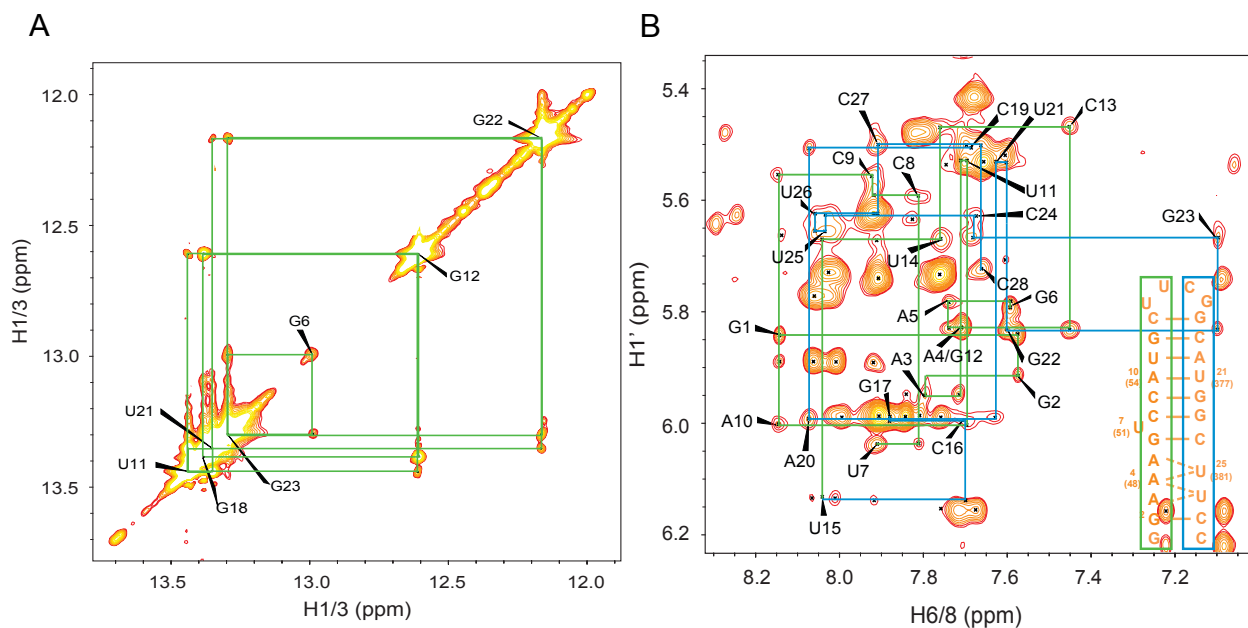 A
12.0
12.5
13.0
13.5
H1/3 (ppm)
13.5
13.0
12.5
12.0
H1/3 (ppm)
G22
G12
G6
U21
U11
G18
G23
B
5.4
5.6
5.8
6.0
6.2
H1' (ppm)
8.2
8.0
7.8
7.6
7.4
7.2
H6/8 (ppm)
C27
C19
U21
C13
C9
C8
U11
U26
C24
G23
U25
U14
C28
A5
G6
G1
A4/G12
G22
A3
G2
G17
A10
A20
U7
C16
U15
U C
U G
C G
G C
U A
10
(54)
A U
21
(377)
C G
C G
7
(51)
U
G C
A
4
(48)
A U
25
(381)
A U
2
G C
G C